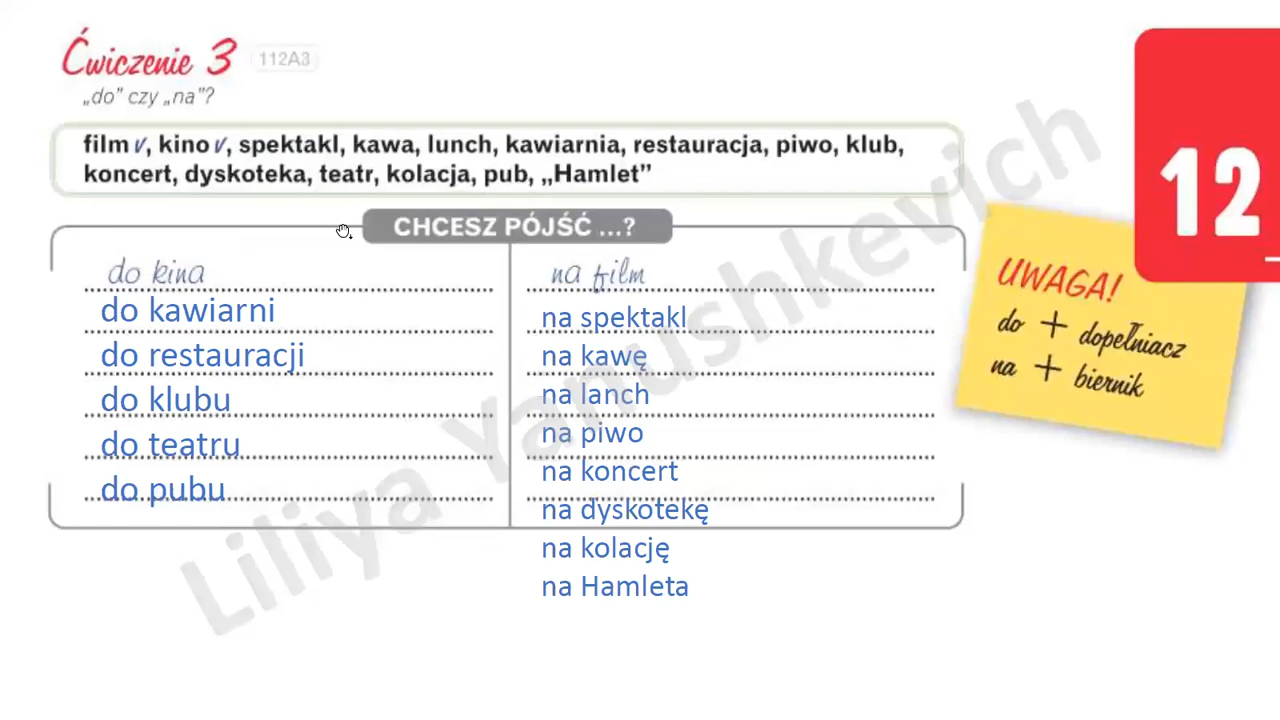 Ćwiczenie 3 112A3
„do” czy „na”?
film v, kino v, spektakl, kawa, lunch, kawiarnia, restauracja, piwo, klub,
koncert, dyskoteka, teatr, kolacja, pub, „Hamlet”
12
CHCESZ PÓJŚĆ ...?
do kina
do kawiarni
do restauracji
do klubu
do teatru
do pubu
na film
na spektakl
na kawę
na lanch
na piwo
na koncert
na dyskotekę
na kolację
na Hamleta
UWAGA!
do + dopełniacz
na + biernik
Liliya Yanushkevich